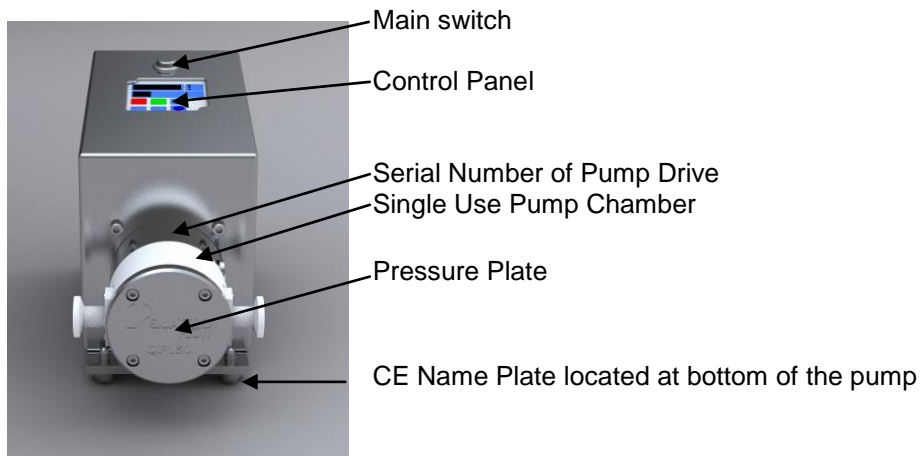 Main switch
Control Panel
Serial Number of Pump Drive
Single Use Pump Chamber
Pressure Plate
CE Name Plate located at bottom of the pump